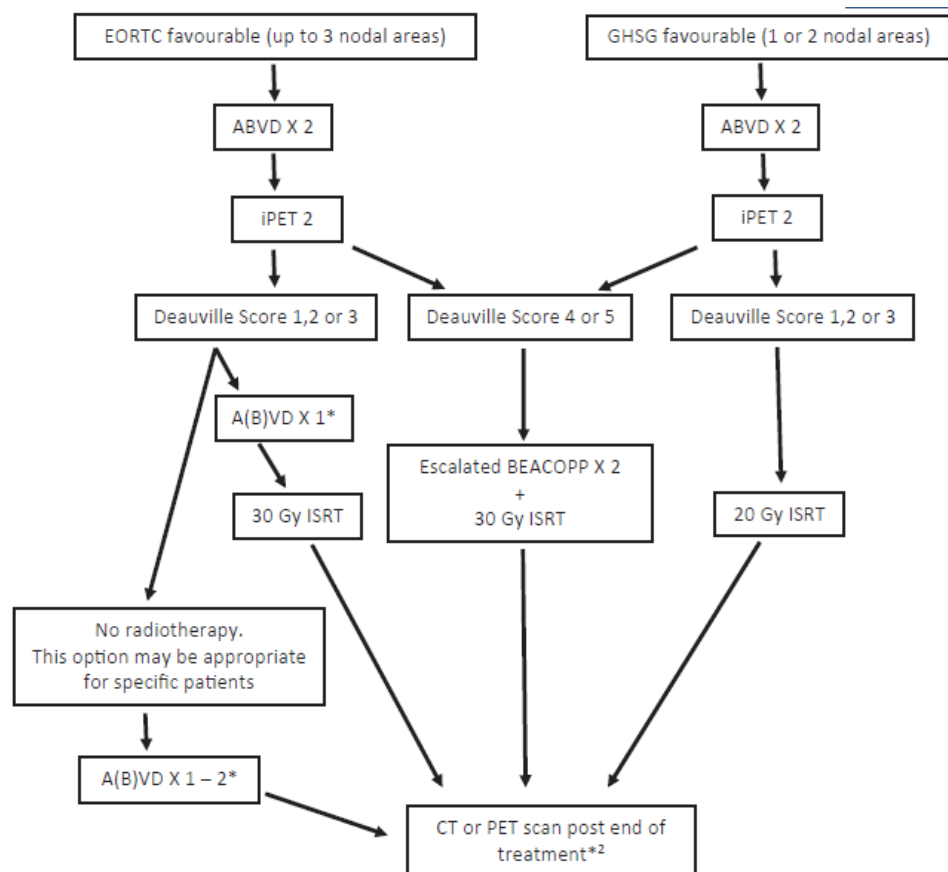 EORTC favourable (up to 3 nodal areas)
GHSG favourable (1 or 2 nodal areas)
ABVD X 2
ABVD X 2
iPET 2
iPET 2
Deauville Score 1,2 or 3
Deauville Score 4 or 5
Deauville Score 1,2 or 3
A(B)VD X 1*
Escalated BEACOPP X 2
+
30 Gy ISRT
30 Gy ISRT
20 Gy ISRT
No radiotherapy.
This option may be appropriate
for specific patients
A(B)VD X 1 – 2*
CT or PET scan post end of
treatment*²